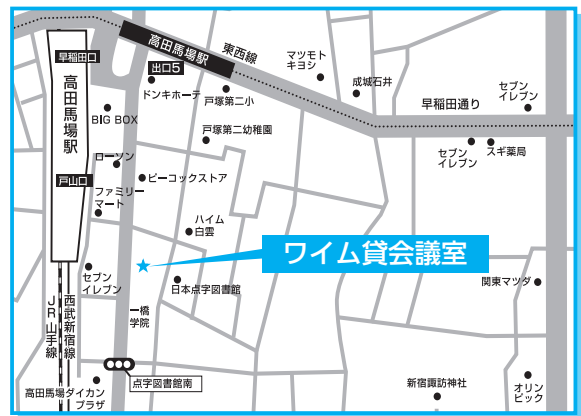 高田馬場駅
東西線
早稲田口
出口5
マツモト
キヨシ
成城石井
セブン
イレブン
早稲田通り
高田馬場駅
ドンキホーテ
戸塚第二小
BIG BOX
戸塚第二幼稚園
セブン
イレブン
スギ薬局
ローソン
戸山口
ピーコックストア
ファミリー
マート
ハイム
白雲
ワイム貸会議室
セブン
イレブン
日本点字図書館
関東マツダ
JR山手線
西武新宿線
一橋
学院
点字図書館南
高田馬場ダイカン
プラザ
新宿諏訪神社
オリン
ピック